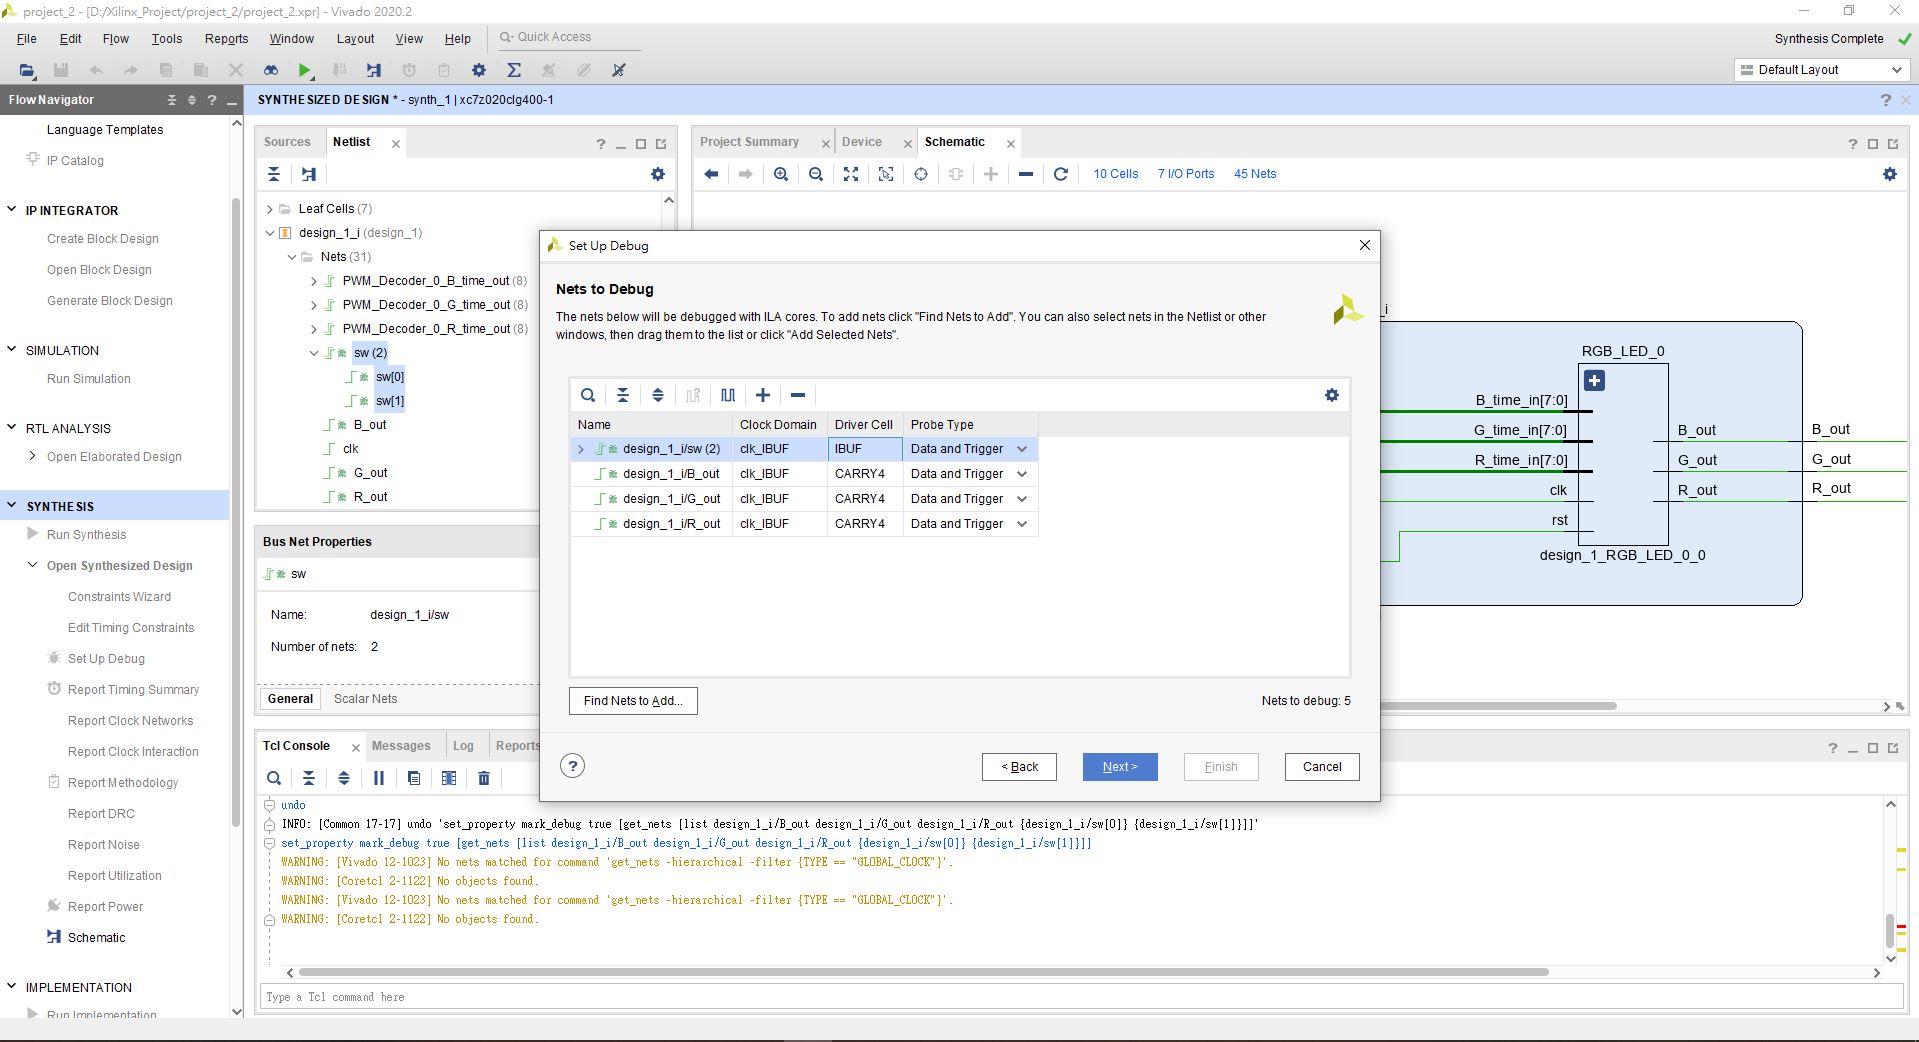 project_2 - [D:/Xilinx_Project/project_2/project_2.xpr] - Vivado 2020.2
File Edit Flow Tools Reports Window Layout View Help Quick Access
Synthesis Complete
Default Layout
Flow Navigator
SYNTHESIZED DESIGN * - synth_1 | xc7z020clg400-1
Language Templates
IP Catalog
IP INTEGRATOR
Create Block Design
Open Block Design
Generate Block Design
SIMULATION
Run Simulation
RTL ANALYSIS
Open Elaborated Design
SYNTHESIS
Run Synthesis
Open Synthesized Design
Constraints Wizard
Edit Timing Constraints
Set Up Debug
Report Timing Summary
Report Clock Networks
Report Clock Interaction
Report Methodology
Report DRC
Report Noise
Report Utilization
Report Power
Schematic
IMPLEMENTATION
Run Implementation
Sources Netlist
Leaf Cells (7)
design_1_i (design_1)
Nets (31)
PWM_Decoder_0_B_time_out (8)
PWM_Decoder_0_G_time_out (8)
PWM_Decoder_0_R_time_out (8)
sw (2)
sw[0]
sw[1]
B_out
clk
G_out
R_out
Bus Net Properties
sw
Name: design_1_i/sw
Number of nets: 2
General Scalar Nets
Project Summary Device Schematic
10 Cells 7 I/O Ports 45 Nets
_i
RGB_LED_0
B_time_in[7:0]
G_time_in[7:0]
R_time_in[7:0]
clk
rst
B_out B_out
G_out G_out
R_out R_out
design_1_RGB_LED_0_0
Set Up Debug
Nets to Debug
The nets below will be debugged with ILA cores. To add nets click "Find Nets to Add". You can also select nets in the Netlist or other
windows, then drag them to the list or click "Add Selected Nets".
Name Clock Domain Driver Cell Probe Type
design_1_i/sw (2) clk_IBUF IBUF Data and Trigger
design_1_i/B_out clk_IBUF CARRY4 Data and Trigger
design_1_i/G_out clk_IBUF CARRY4 Data and Trigger
design_1_i/R_out clk_IBUF CARRY4 Data and Trigger
Find Nets to Add...
Nets to debug: 5
< Back Next > Finish Cancel
Tcl Console Messages Log Reports
undo
INFO: [Common 17-17] undo 'set_property mark_debug true [get_nets [list design_1_i/B_out design_1_i/G_out design_1_i/R_out {design_1_i/sw[0]} {design_1_i/sw[1]}]]'
set_property mark_debug true [get_nets [list design_1_i/B_out design_1_i/G_out design_1_i/R_out {design_1_i/sw[0]} {design_1_i/sw[1]}]]
WARNING: [Vivado 12-1023] No nets matched for command 'get_nets -hierarchical -filter {TYPE == "GLOBAL_CLOCK"}'.
WARNING: [Coretcl 2-1122] No objects found.
WARNING: [Vivado 12-1023] No nets matched for command 'get_nets -hierarchical -filter {TYPE == "GLOBAL_CLOCK"}'.
WARNING: [Coretcl 2-1122] No objects found.
Type a Tcl command here